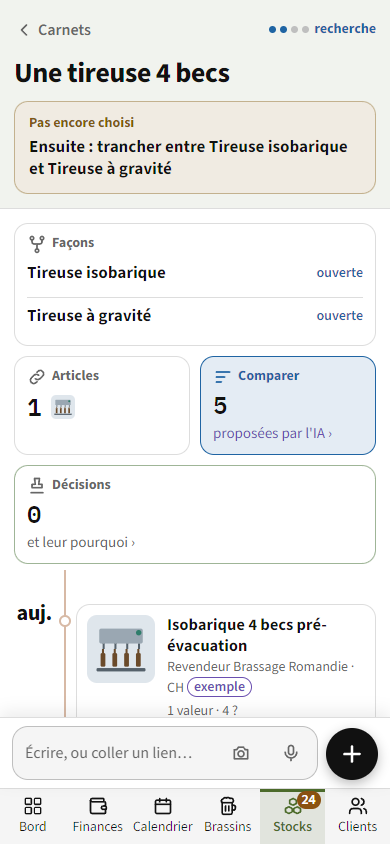 Carnets
recherche
Une tireuse 4 becs
Pas encore choisi
Ensuite : trancher entre Tireuse isobarique
et Tireuse à gravité
Façons
Tireuse isobarique
ouverte
Tireuse à gravité
ouverte
Articles
1
Comparer
5
proposées par l'IA ›
Décisions
0
et leur pourquoi ›
auj.
Isobarique 4 becs pré-
évacuation
Revendeur Brassage Romandie ·
CH exemple
1 valeur · 4 ?
Écrire, ou coller un lien…
24
Bord
Finances
Calendrier
Brassins
Stocks
Clients